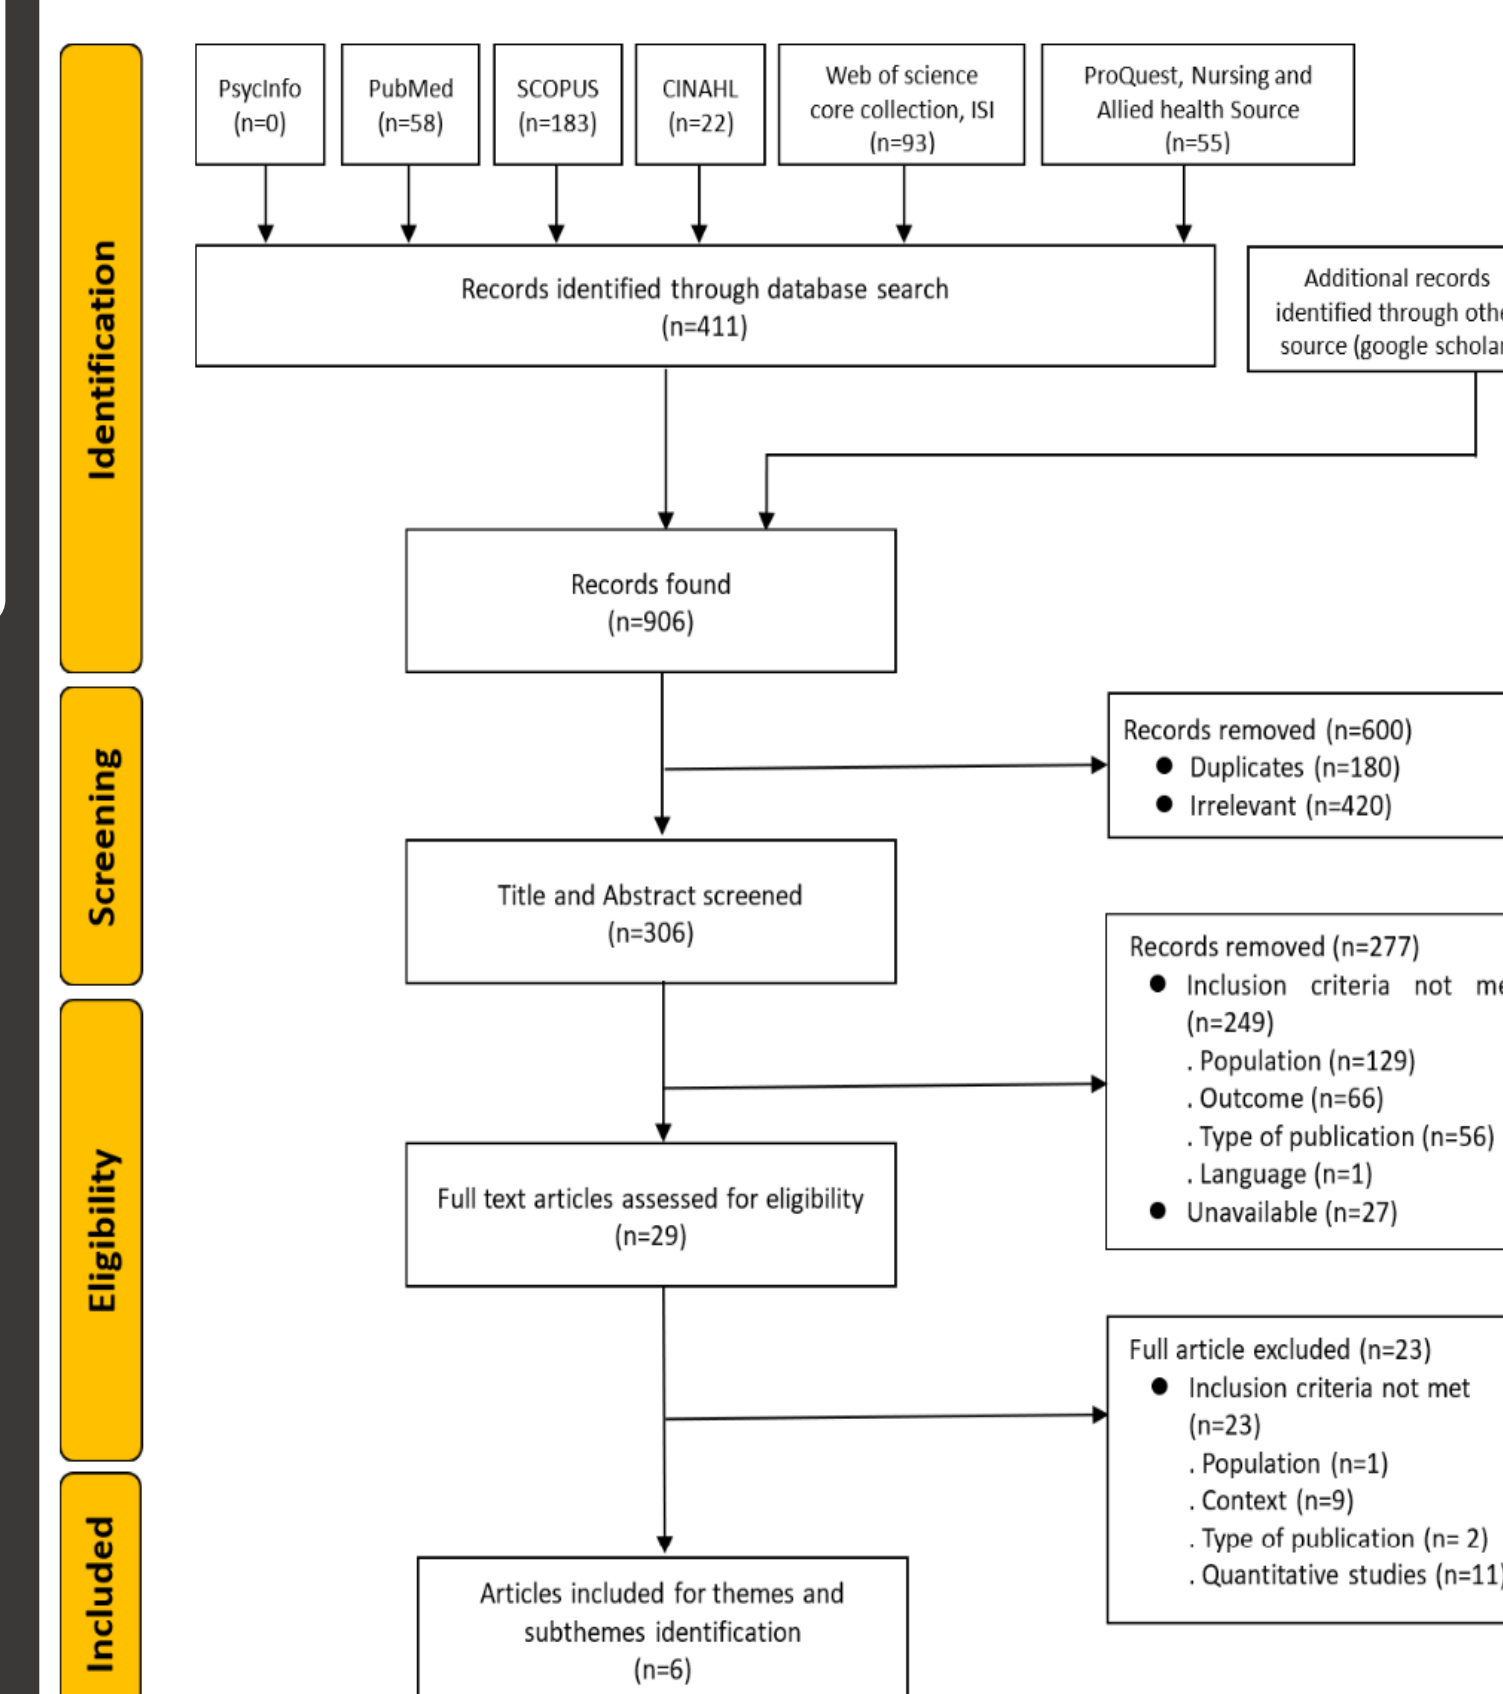 Identification
PsycInfo
(n=0)
PubMed
(n=58)
SCOPUS
(n=183)
CINAHL
(n=22)
Web of science
core collection, ISI
(n=93)
ProQuest, Nursing and
Allied health Source
(n=55)
Records identified through database search
(n=411)
Additional records
identified through
source (google
Records found
(n=906)
Screening
Records removed (n=600)
● Duplicates (n=180)
● Irrelevant (n=420)
Title and Abstract screened
(n=306)
Eligibility
Records removed (n=277)
● Inclusion criteria not
(n=249)
. Population (n=129)
. Outcome (n=66)
. Type of publication (n=56)
. Language (n=1)
● Unavailable (n=27)
Full text articles assessed for eligibility
(n=29)
Full article excluded (n=23)
● Inclusion criteria not met
(n=23)
. Population (n=1)
. Context (n=9)
. Type of publication (n= 2)
. Quantitative studies (n=11)
Included
Articles included for themes and
subthemes identification
(n=6)